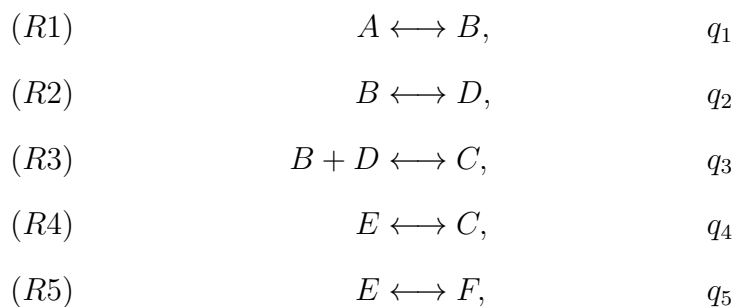 (R1) A ⟷ B, q₁
(R2) B ⟷ D, q₂
(R3) B + D ⟷ C, q₃
(R4) E ⟷ C, q₄
(R5) E ⟷ F, q₅